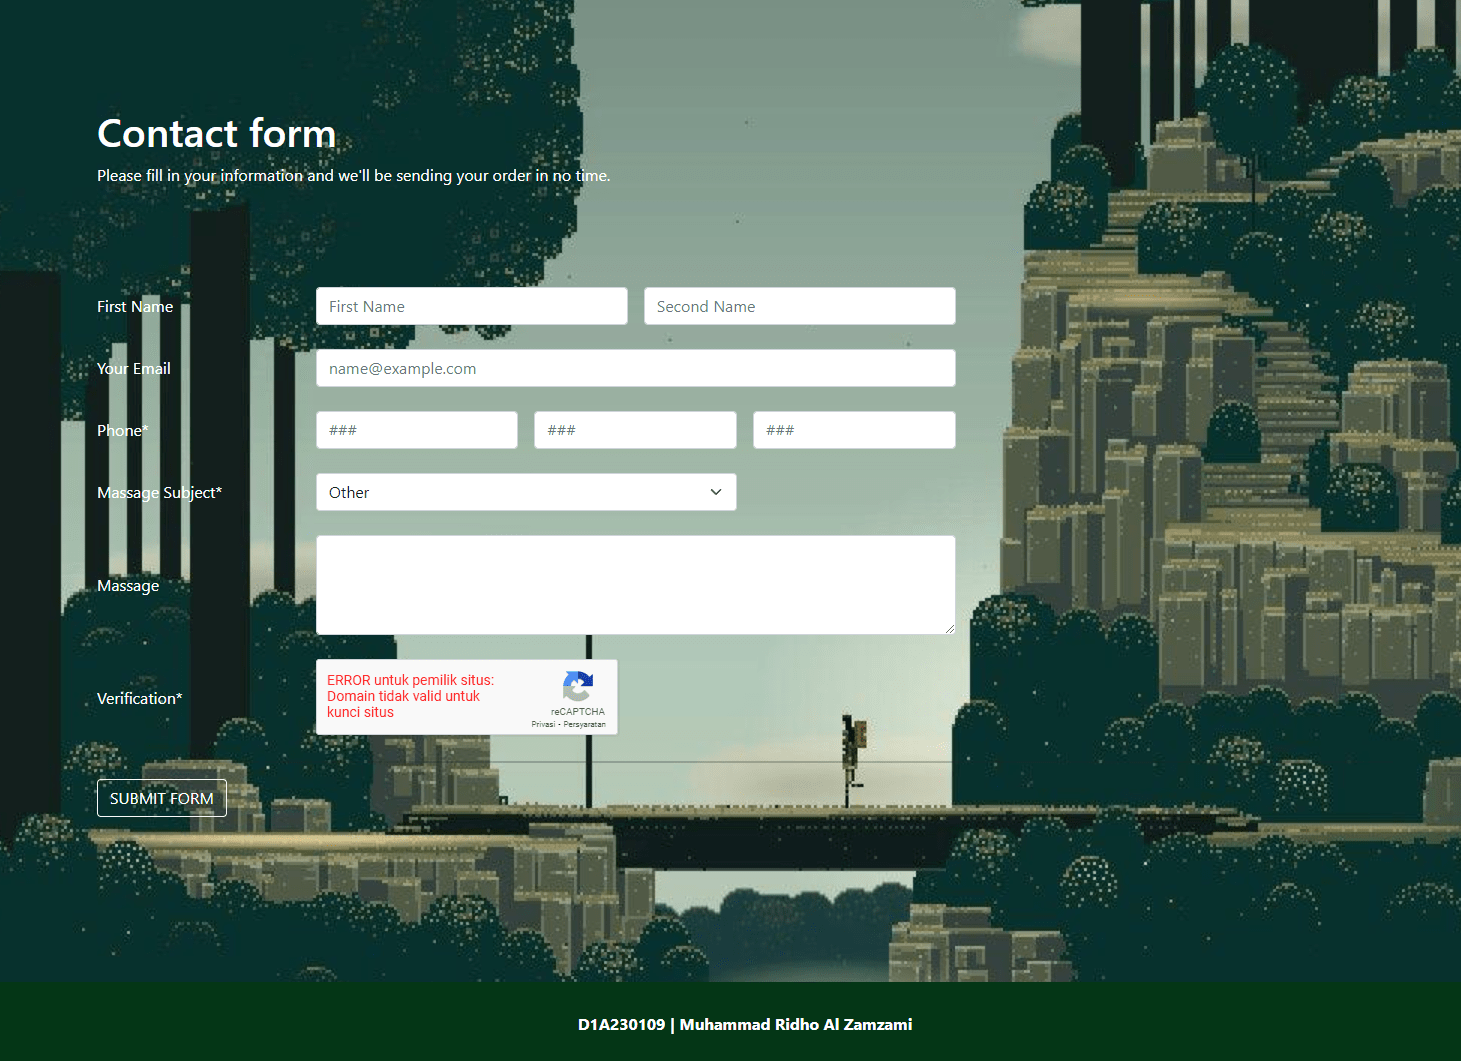 Contact form
Please fill in your information and we'll be sending your order in no time.
First Name
First Name
Second Name
Your Email
name@example.com
Phone*
###
###
###
Massage Subject*
Other
Massage
Verification*
ERROR untuk pemilik situs:
Domain tidak valid untuk
kunci situs
reCAPTCHA
Privasi - Persyaratan
SUBMIT FORM
D1A230109 | Muhammad Ridho Al Zamzami